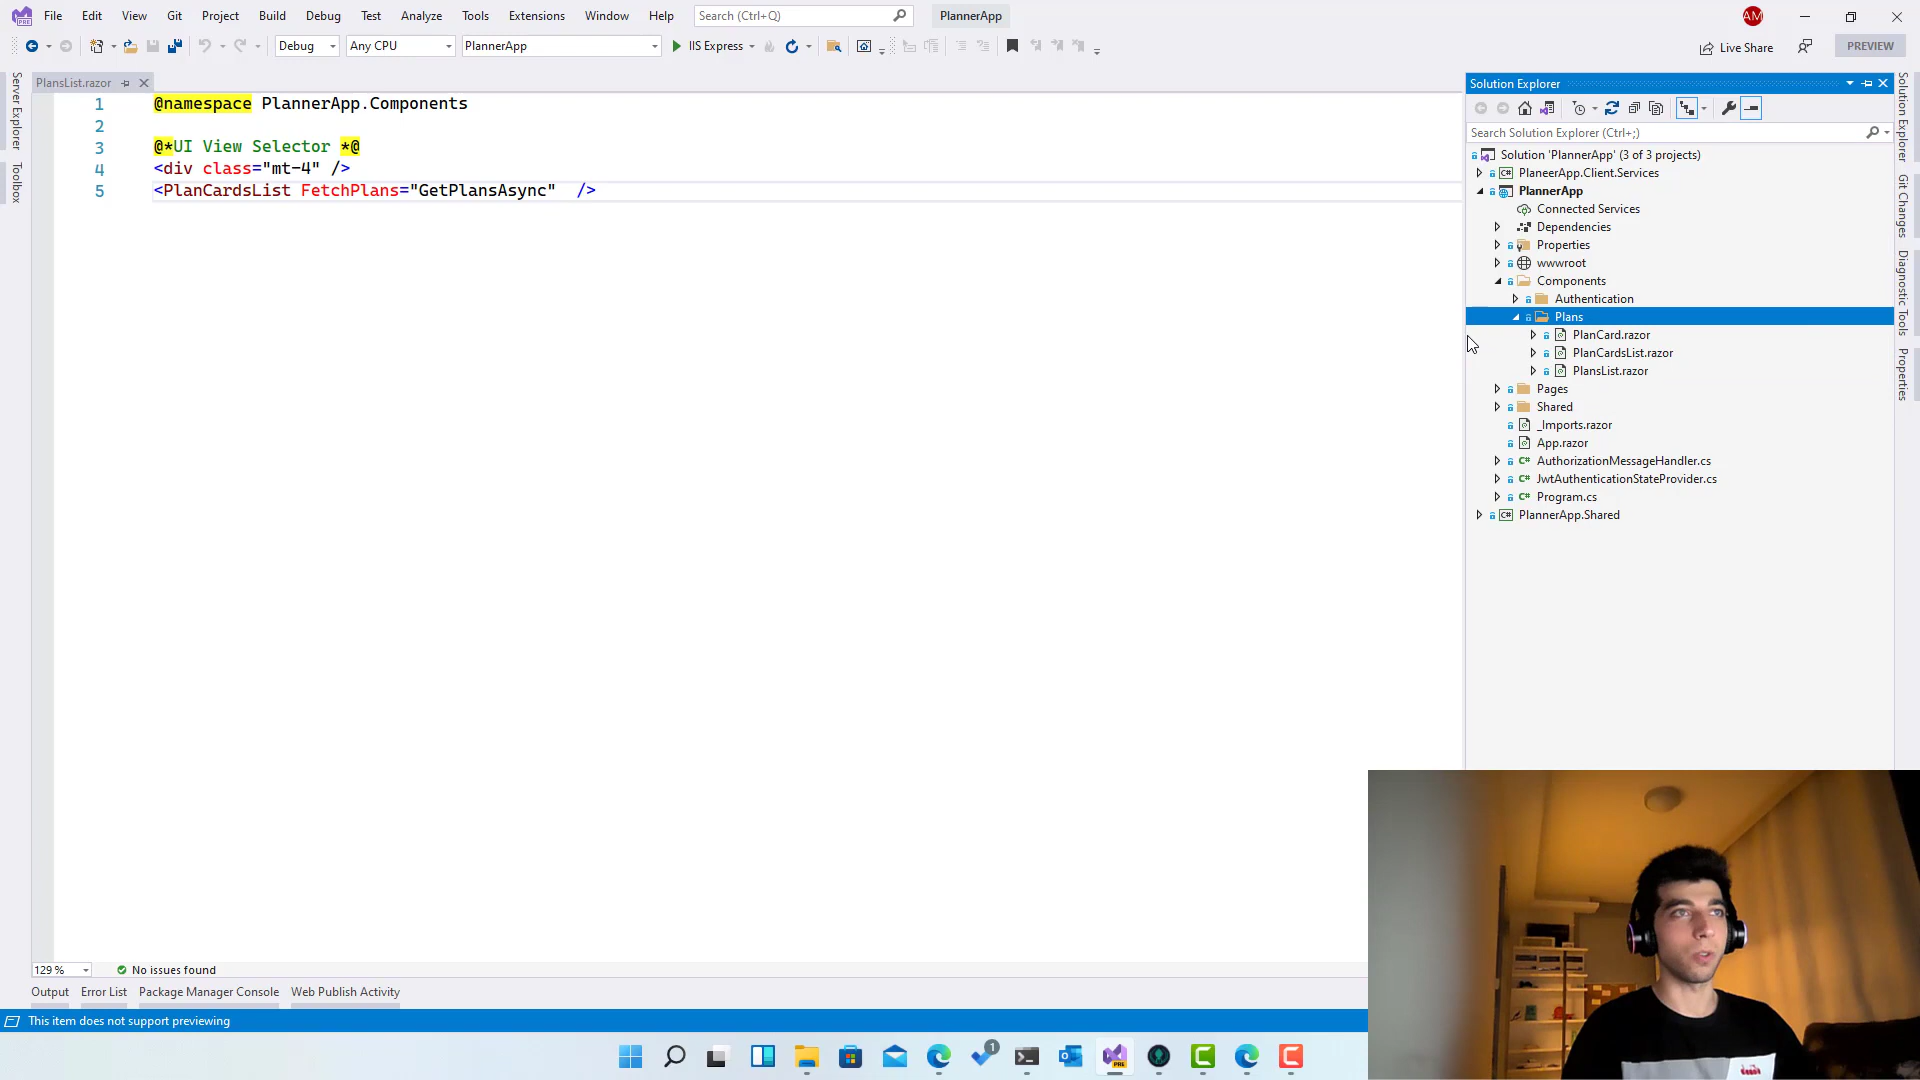 File Edit View Git Project Build Debug Test Analyze Tools Extensions Window Help Search (Ctrl+Q) PlannerApp AM
Debug Any CPU PlannerApp IIS Express Live Share PREVIEW
PlansList.razor
Server Explorer
Toolbox
1 @namespace PlannerApp.Components
2
3 @*UI View Selector *@
4 <div class="mt-4" />
5 <PlanCardsList FetchPlans="GetPlansAsync" />
Solution Explorer
Search Solution Explorer (Ctrl+;)
Solution 'PlannerApp' (3 of 3 projects)
C# PlaneerApp.Client.Services
PlannerApp
Connected Services
Dependencies
Properties
wwwroot
Components
Authentication
Plans
PlanCard.razor
PlanCardsList.razor
PlansList.razor
Pages
Shared
_Imports.razor
App.razor
C# AuthorizationMessageHandler.cs
C# JwtAuthenticationStateProvider.cs
C# Program.cs
C# PlannerApp.Shared
Solution Explorer
Git Changes
Diagnostic Tools
Properties
129 % No issues found
Output Error List Package Manager Console Web Publish Activity
This item does not support previewing
1
PRE